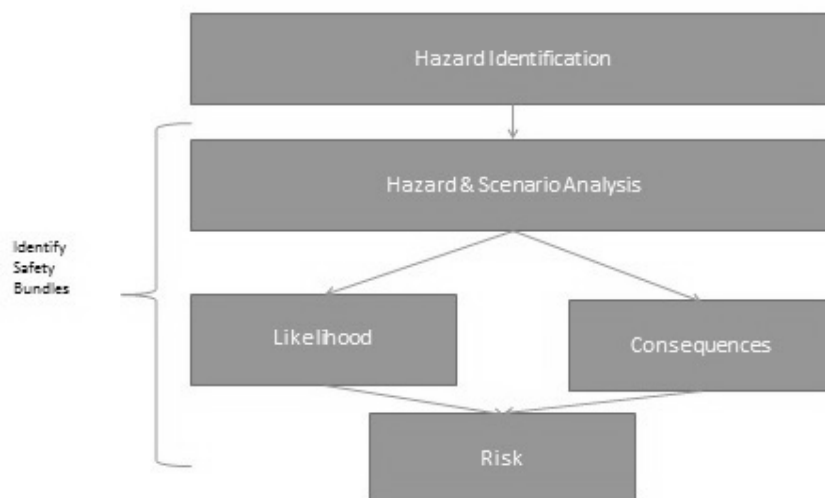 Hazard Identification
Hazard & Scenario Analysis
Identify
Safety
Bundles
Likelihood
Consequences
Risk